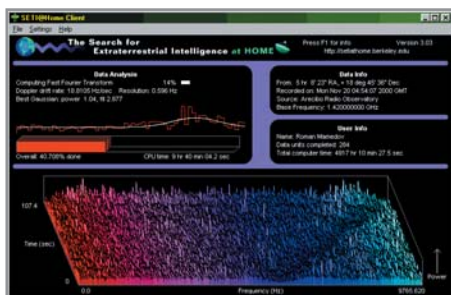 SETI@Home Client
File Settings Help
The Search for
Extraterrestrial Intelligence at HOME
Press F1 for info
Version 3.03
http://setiathome.berkeley.edu
Data Analysis
Computing Fast Fourier Transform 14%
Doppler drift rate: 18.8105 Hz/sec Resolution: 0.596 Hz
Best Gaussian: power 1.04, fit 2.877
Overall: 40.708% done CPU time: 9 hr 40 min 04.2 sec
Data Info
From: 5 hr 8' 23" RA, + 18 deg 45' 36" Dec
Recorded on: Mon Nov 20 04:54:07 2000 GMT
Source: Arecibo Radio Observatory
Base Frequency: 1.420000000 GHz
User Info
Name: Roman Mamedov
Data units completed: 264
Total computer time: 4817 hr 10 min 27.5 sec
107.4
Time (sec)
0
0.0 Frequency (Hz) 9765.620
Power